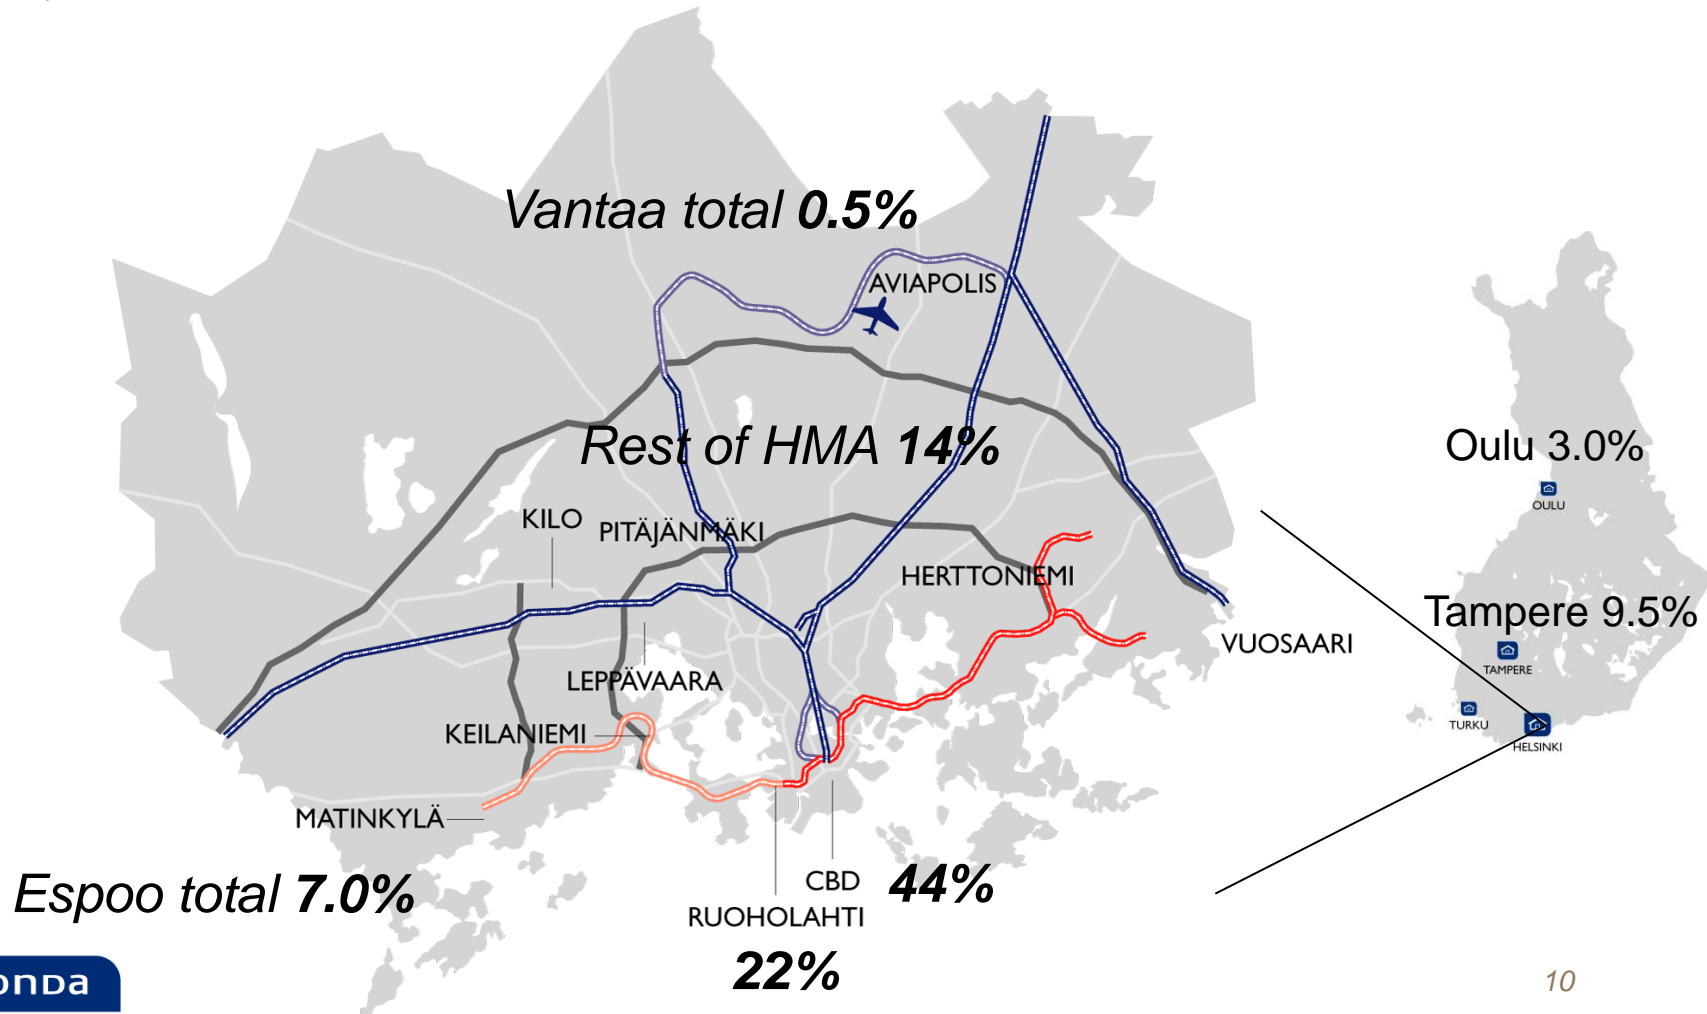 Vantaa total 0.5%
AVIAPOLIS
Rest of HMA 14%
Oulu 3.0%
OULU
KILO
PITÄJÄNMÄKI
HERTTONIEMI
Tampere 9.5%
VUOSAARI
TAMPERE
LEPPÄVAARA
TURKU
KEILANIEMI
HELSINKI
MATINKYLÄ
CBD 44%
Espoo total 7.0%
RUOHOLAHTI
22%
10